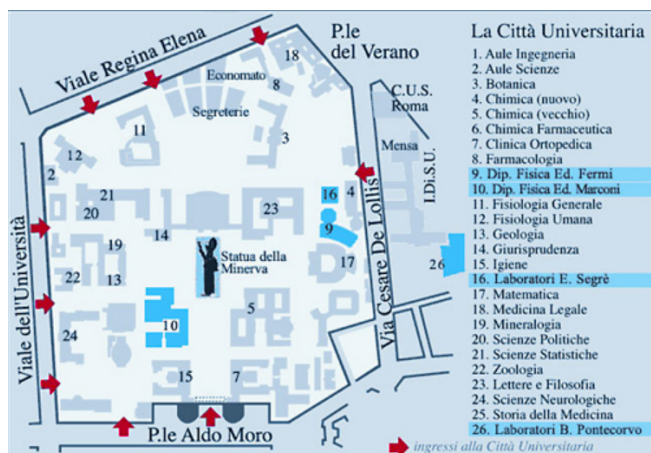 Viale Regina Elena
P.le
del Verano
18
Economato
8
Segreterie
C.U.S.
Roma
11
3
Mensa
12
2
I.Di.S.U.
21
16
4
20
23
9
14
19
Statua della
Minerva
17
26
22
13
Viale dell'Università
Via Cesare De Lollis
5
24
10
15
7
P.le Aldo Moro
La Città Universitaria
1. Aule Ingegneria
2. Aule Scienze
3. Botanica
4. Chimica (nuovo)
5. Chimica (vecchio)
6. Chimica Farmaceutica
7. Clinica Ortopedica
8. Farmacologia
9. Dip. Fisica Ed. Fermi
10. Dip. Fisica Ed. Marconi
11. Fisiologia Generale
12. Fisiologia Umana
13. Geologia
14. Giurisprudenza
15. Igiene
16. Laboratori E. Segrè
17. Matematica
18. Medicina Legale
19. Mineralogia
20. Scienze Politiche
21. Scienze Statistiche
22. Zoologia
23. Lettere e Filosofia
24. Scienze Neurologiche
25. Storia della Medicina
26. Laboratori B. Pontecorvo
ingressi alla Città Universitaria